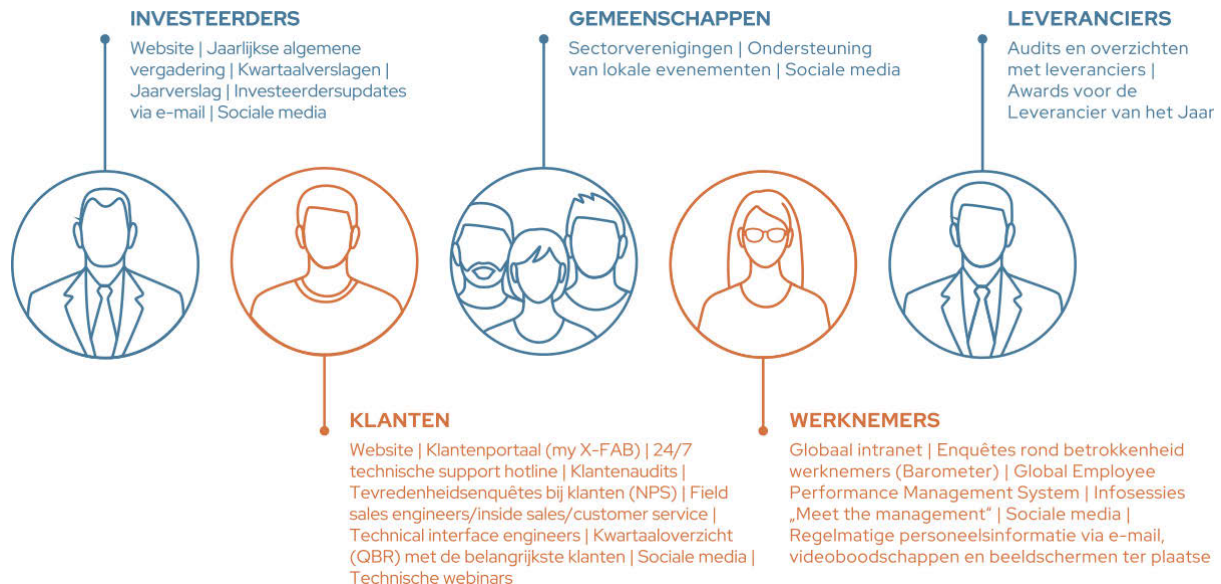 INVESTEERDERS
Website | Jaarlijkse algemene
vergadering | Kwartaalverslagen |
Jaarverslag | Investeerdersupdates
via e-mail | Sociale media
GEMEENSCHAPPEN
Sectorverenigingen | Ondersteuning
van lokale evenementen | Sociale media
LEVERANCIERS
Audits en overzichten
met leveranciers |
Awards voor de
Leverancier van het Jaar
KLANTEN
Website | Klantenportaal (my X-FAB) | 24/7
technische support hotline | Klantenaudits |
Tevredenheidsenquêtes bij klanten (NPS) | Field
sales engineers/inside sales/customer service |
Technical interface engineers | Kwartaaloverzicht
(QBR) met de belangrijkste klanten | Sociale media |
Technische webinars
WERKNEMERS
Globaal intranet | Enquêtes rond betrokkenheid
werknemers (Barometer) | Global Employee
Performance Management System | Infosessies
„Meet the management“ | Sociale media |
Regelmatige personeelsinformatie via e-mail,
videoboodschappen en beeldschermen ter plaatse